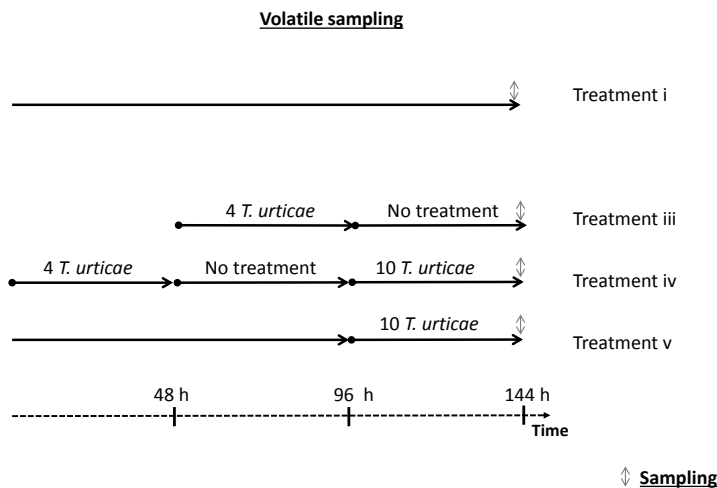 Volatile sampling
Treatment i
4 T. urticae No treatment Treatment iii
4 T. urticae No treatment 10 T. urticae Treatment iv
10 T. urticae Treatment v
48 h 96 h 144 h
Time
Sampling